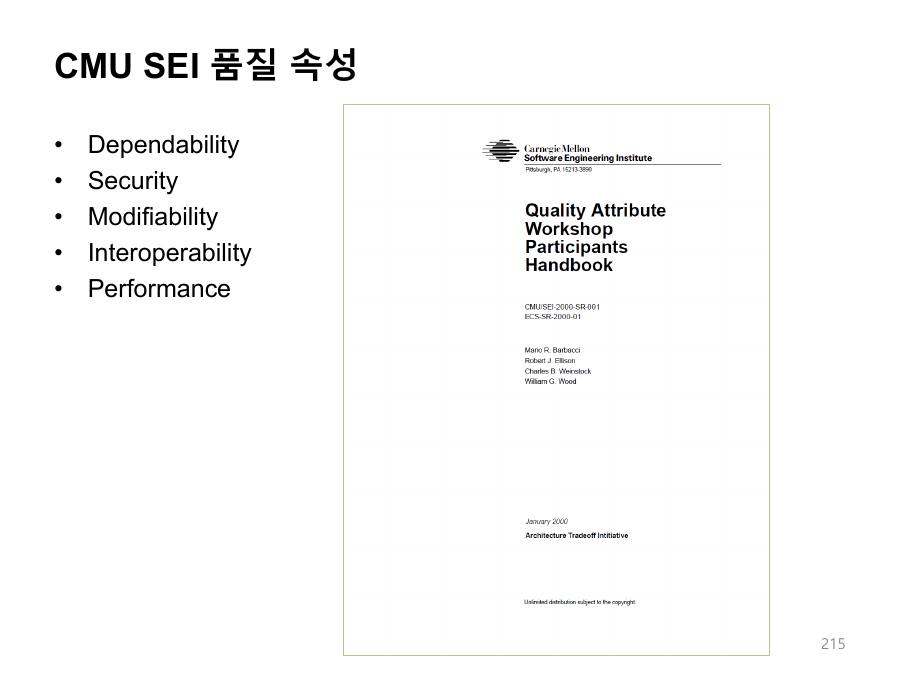 CMU SEI 품질 속성
• Dependability
• Security
• Modifiability
• Interoperability
• Performance
Carnegie Mellon
Software Engineering Institute
Pittsburgh, PA 15213-3890
Quality Attribute
Workshop
Participants
Handbook
CMU/SEI-2000-SR-001
ECS-SR-2000-01
Mario R. Barbacci
Robert J. Ellison
Charles B. Weinstock
William G. Wood
January 2000
Architecture Tradeoff Intitiative
Unlimited distribution subject to the copyright.
215